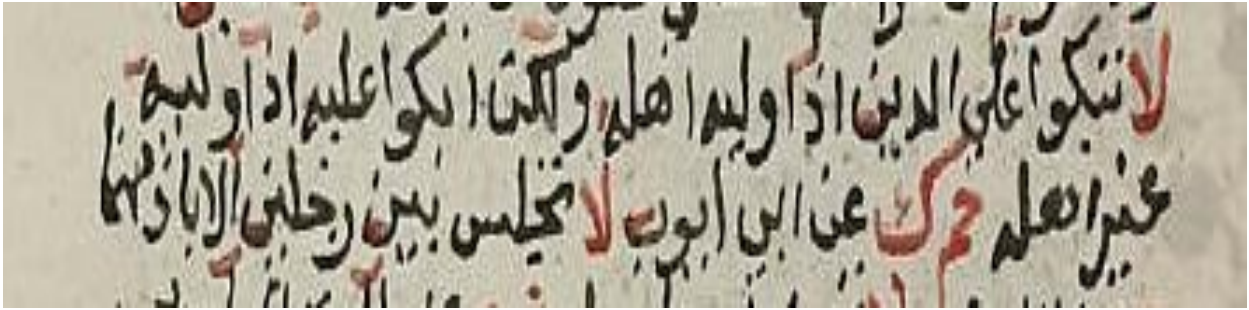 لا تبكوا على الدين اذا وليه اهله ولكن ابكوا عليه اذا وليه
غير اهله حم ك عن ابي ايوب لا تجلس بين رجلين الا باذنهما